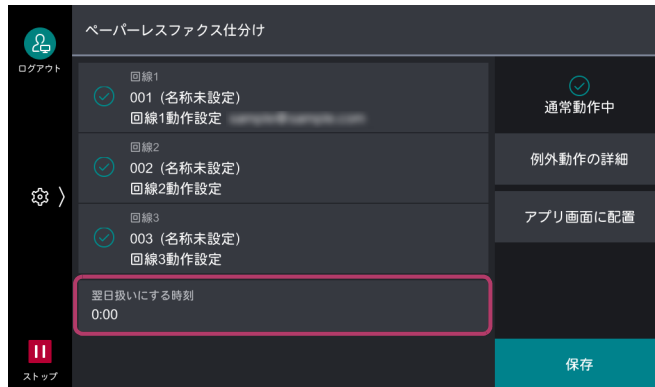 ペーパーレスファクス仕分け
ログアウト
回線1
001 (名称未設定)
回線1動作設定
回線2
002 (名称未設定)
回線2動作設定
回線3
003 (名称未設定)
回線3動作設定
翌日扱いにする時刻
0:00
通常動作中
例外動作の詳細
アプリ画面に配置
保存
ストップ